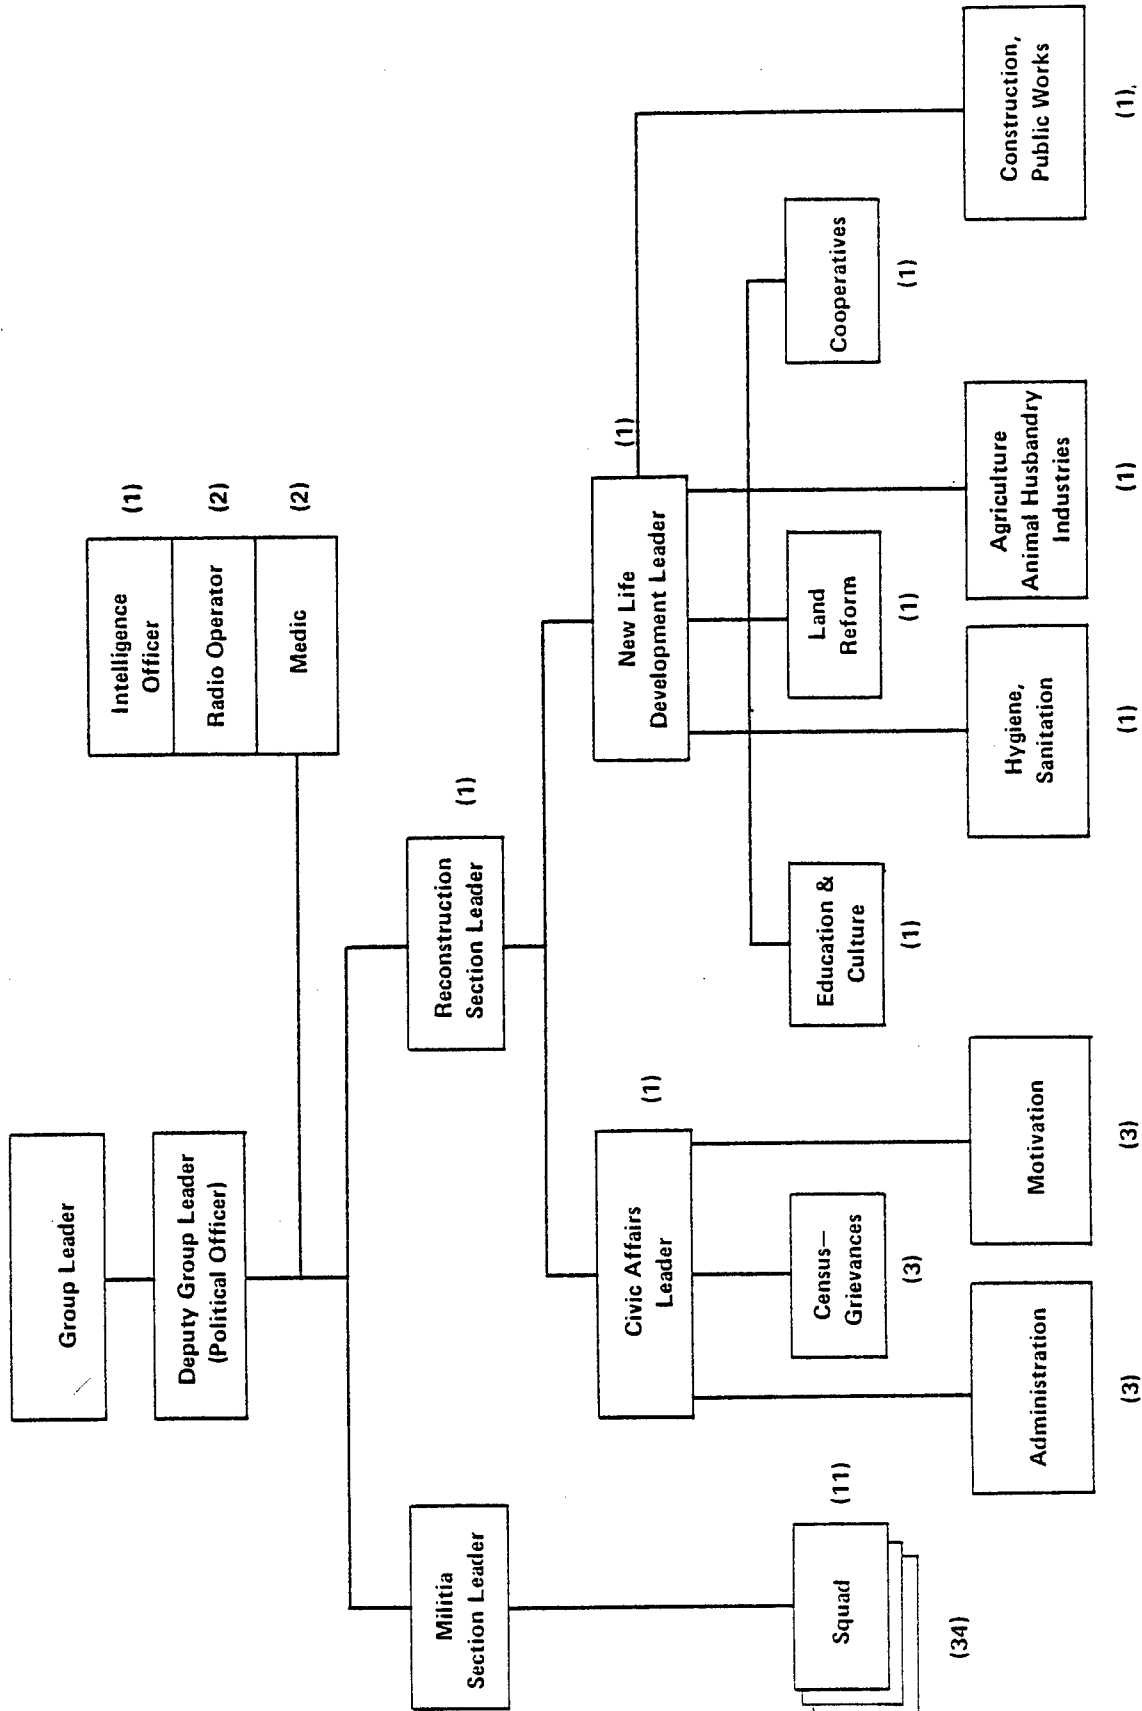 Group Leader
Deputy Group Leader
(Political Officer)
Intelligence
Officer
(1)
Radio Operator
(2)
Medic
(2)
Militia
Section Leader
Reconstruction
Section Leader
(1)
Civic Affairs
Leader
(1)
New Life
Development Leader
(1)
Squad
(11)
(34)
Census—
Grievances
(3)
Education &
Culture
(1)
Land
Reform
(1)
Cooperatives
(1)
Administration
(3)
Motivation
(3)
Hygiene,
Sanitation
(1)
Agriculture
Animal Husbandry
Industries
(1)
Construction,
Public Works
(1)